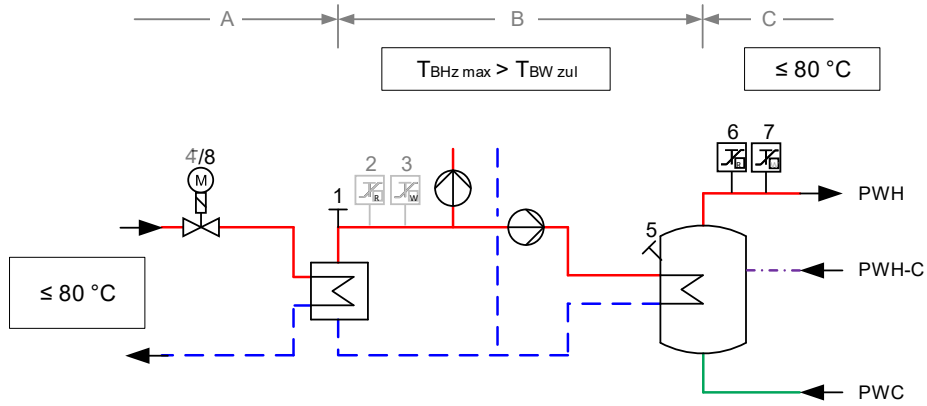 A B C
TBHz max > TBW zul
≤ 80 °C
6 7
4/8
2 3
M
R W
R
1
PWH
5
≤ 80 °C
PWH-C
PWC